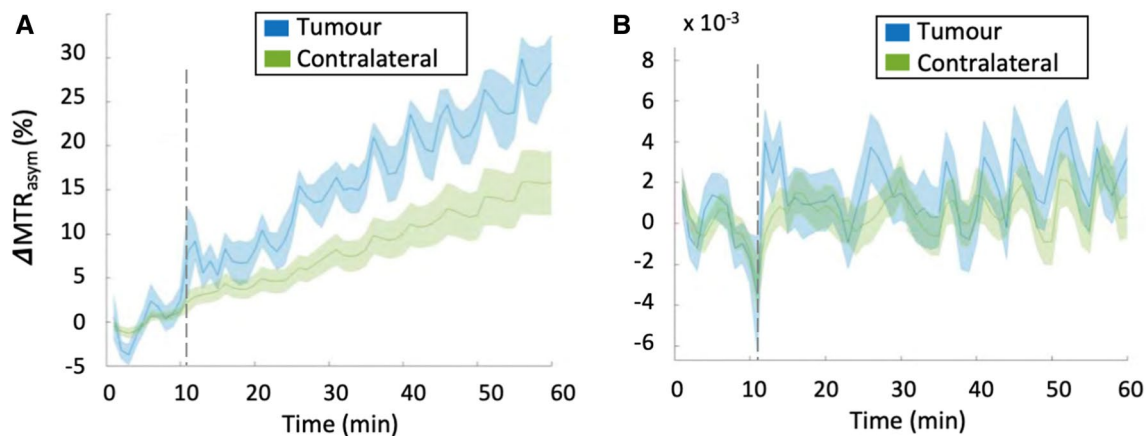 A
Tumour
Contralateral
ΔMTRasym (%)
30
25
20
15
10
5
0
-5
0 10 20 30 40 50 60
Time (min)
B
x 10-3
Tumour
Contralateral
8
6
4
2
0
-2
-4
-6
0 10 20 30 40 50 60
Time (min)